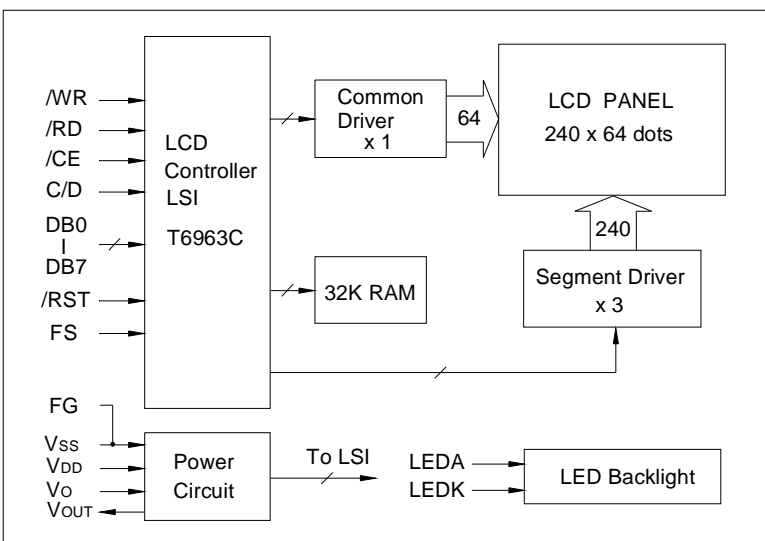 /WR
/RD
/CE
C/D
DB0
DB7
/RST
FS
LCD
Controller
LSI
T6963C
Common
Driver
x 1
64
LCD PANEL
240 x 64 dots
240
32K RAM
Segment Driver
x 3
FG
VSS
VDD
VO
VOUT
Power
Circuit
To LSI
LEDA
LEDK
LED Backlight